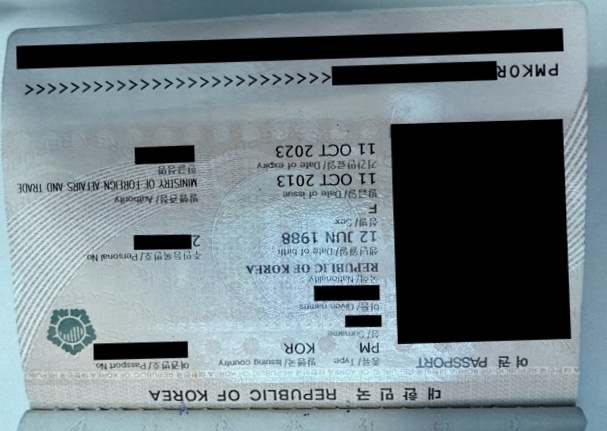 대한민국 REPUBLIC OF KOREA
여권 PASSPORT
종류 / Type 발행국 / Issuing country 여권번호 / Passport No
PM KOR
성 / Surname
이름 / Given names
국적 / Nationality
REPUBLIC OF KOREA
생년월일 / Date of birth 주민등록번호 / Personal No
12 JUN 1988 2
성별 / Sex
F
발급일 / Date of issue 발행관청 / Authority
11 OCT 2013 MINISTRY OF FOREIGN AFFAIRS AND TRADE
기간만료일 / Date of expiry 한글성명
11 OCT 2023
PMKOR <<<<<<<<<<<<<<<<<<<<<<<<<